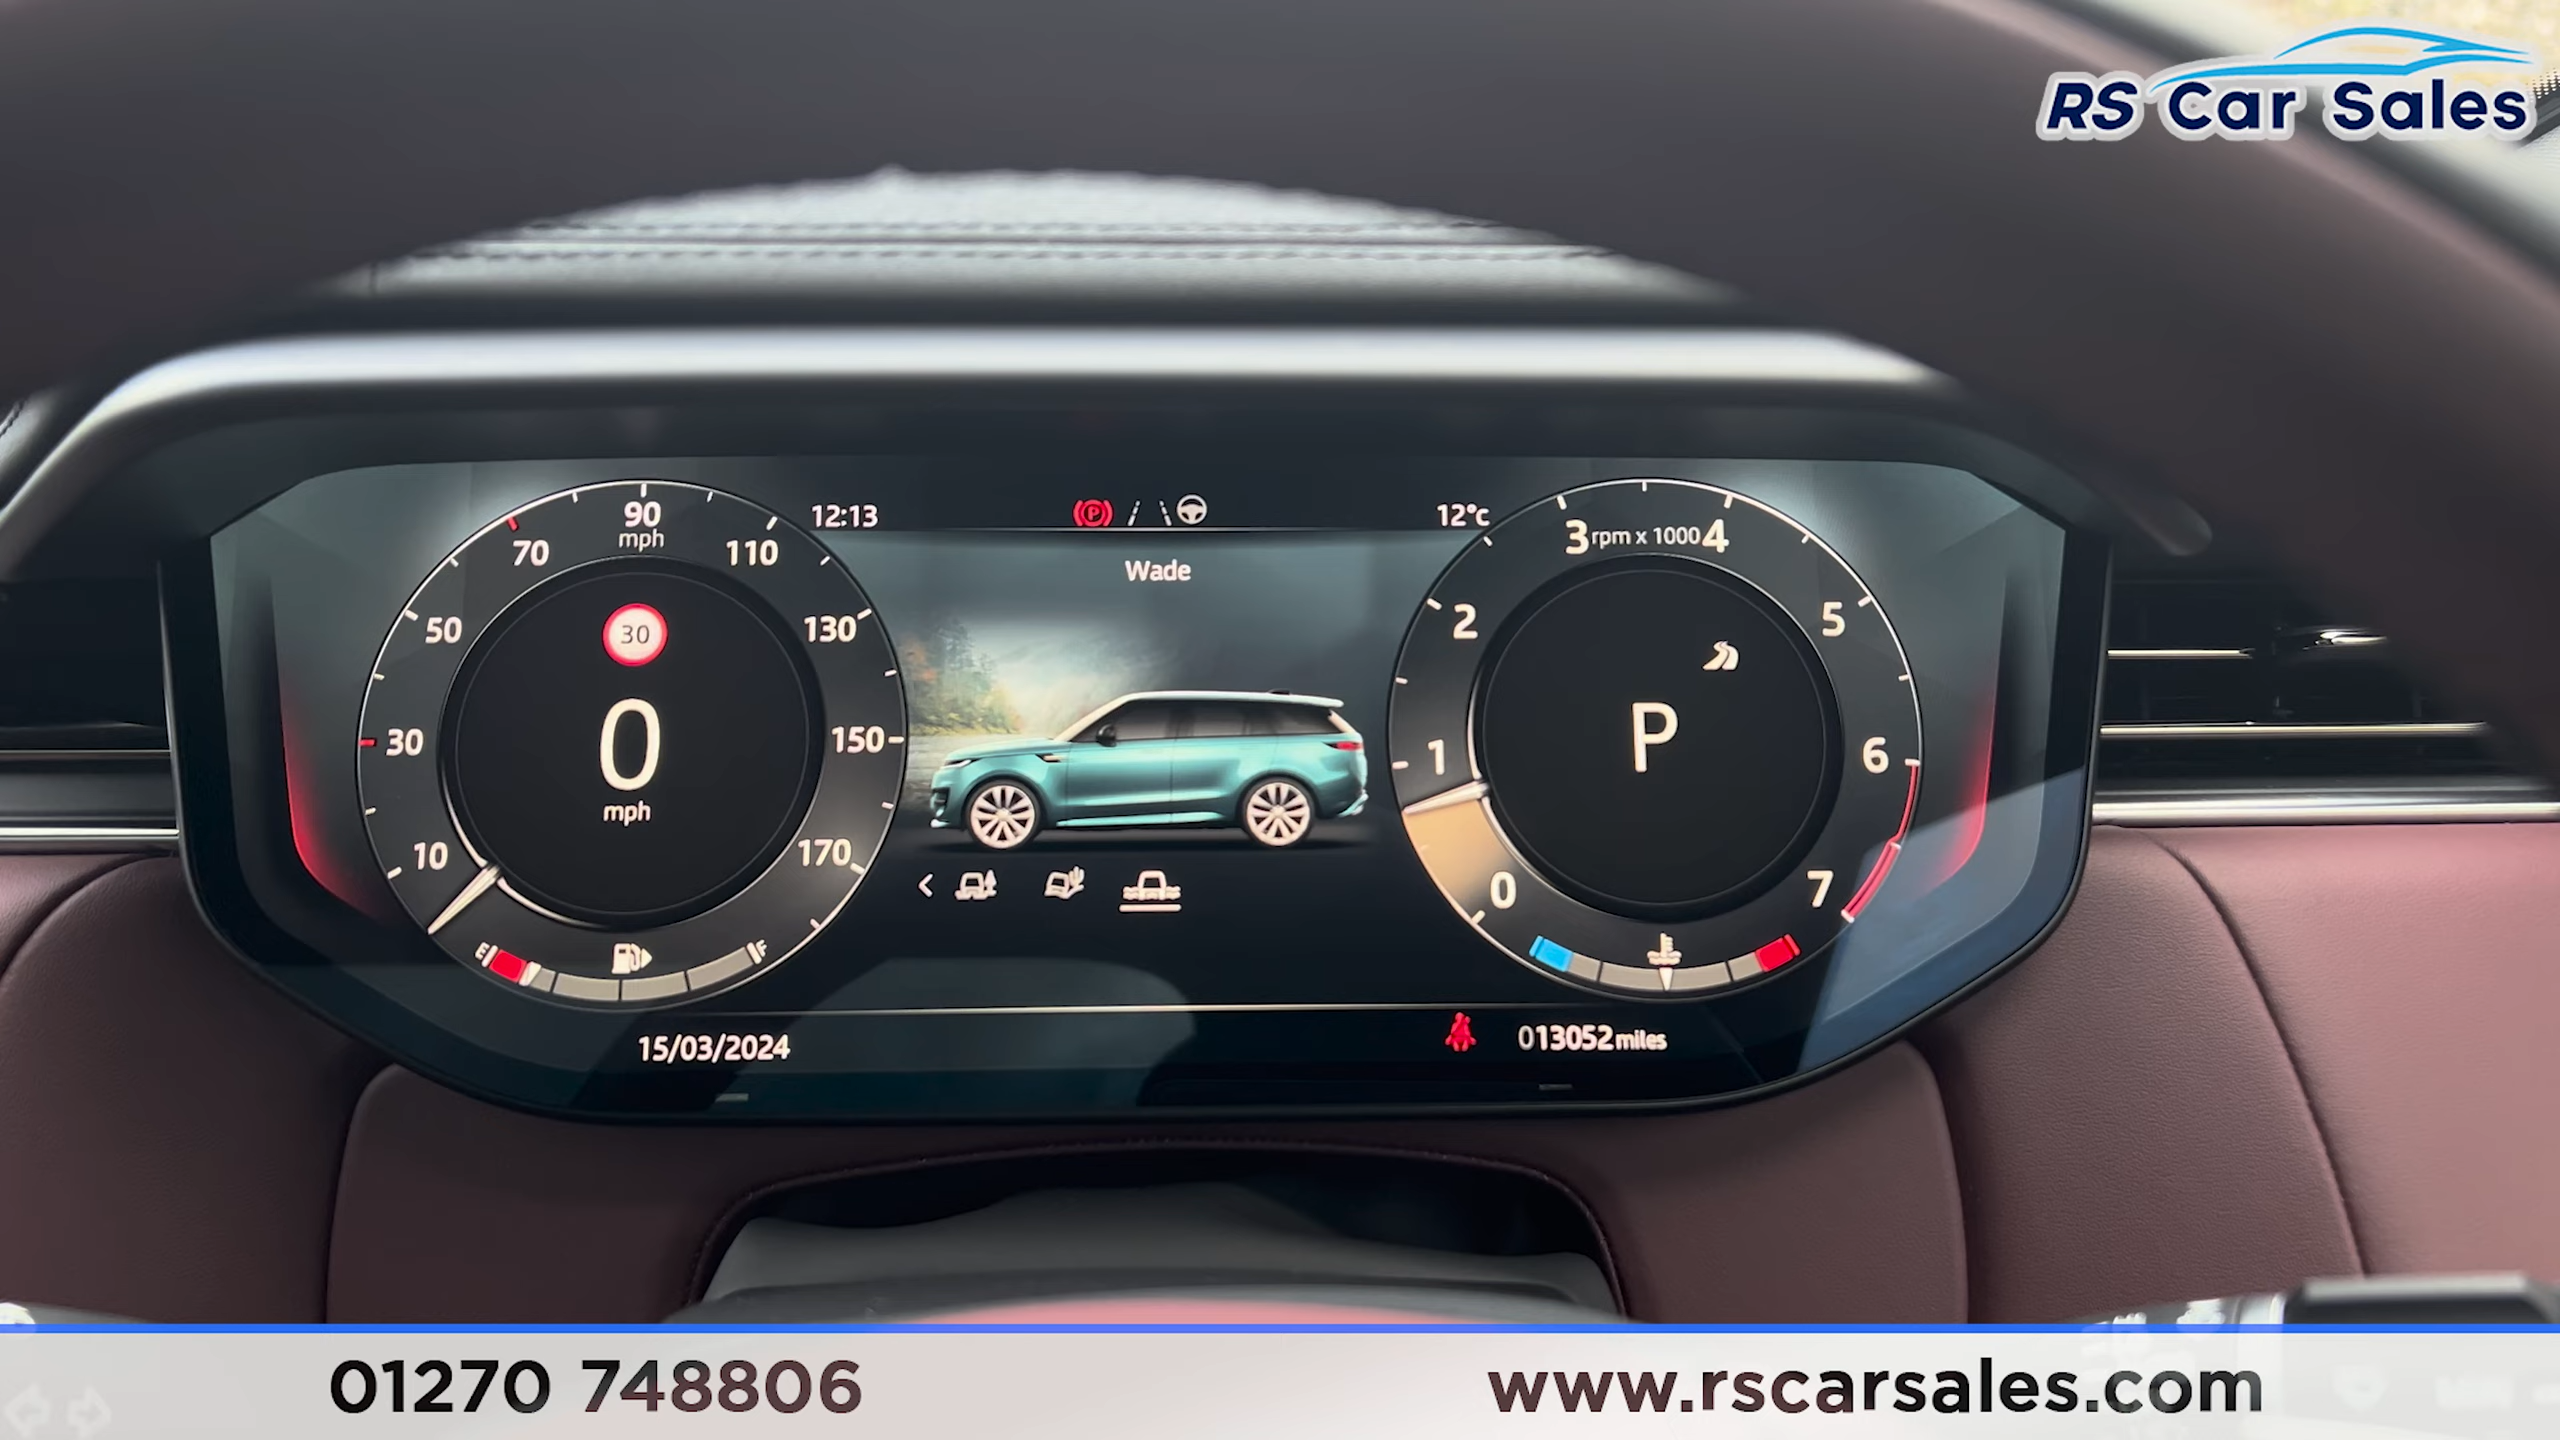 RS Car Sales
90
mph
70
110
50
130
30
150
10
170
30
0
mph
E
F
12:13
P
12°c
Wade
3 rpm x 1000 4
2
5
1
6
0
7
P
15/03/2024
013052 miles
01270 748806
www.rscarsales.com